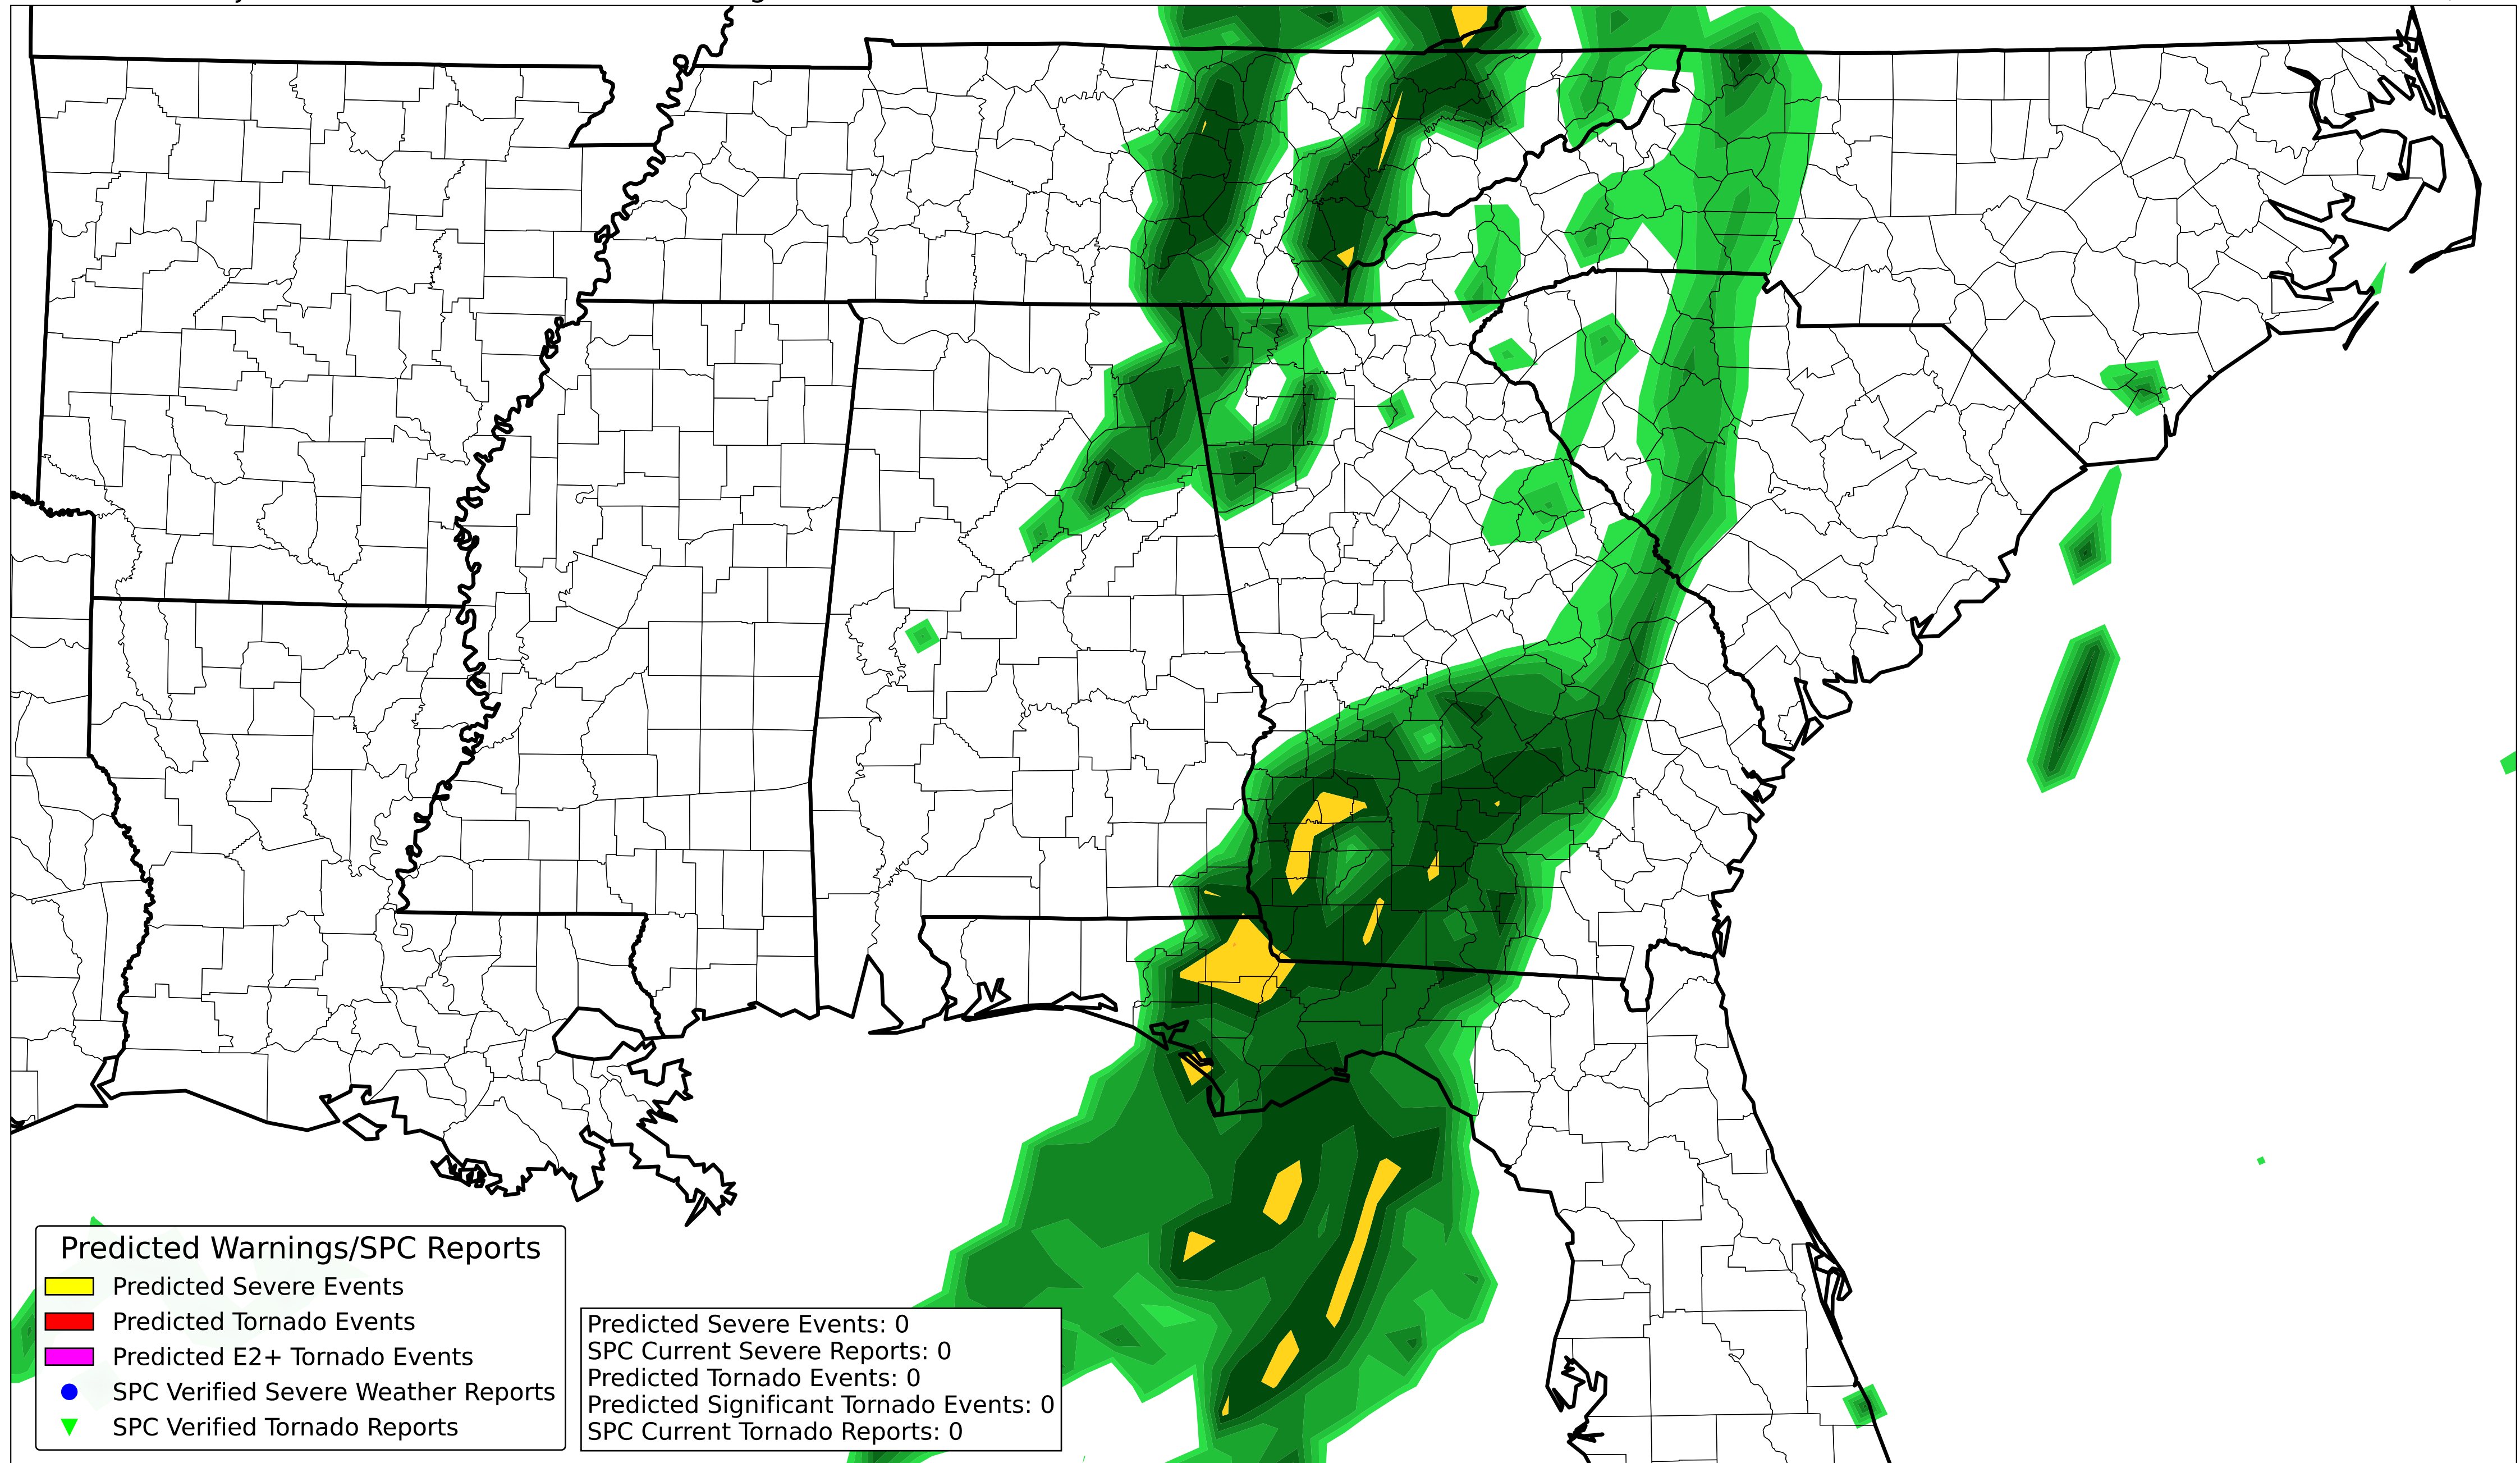 Predicted Warnings/SPC Reports
Predicted Severe Events
Predicted Tornado Events
Predicted E2+ Tornado Events
SPC Verified Severe Weather Reports
SPC Verified Tornado Reports
Predicted Severe Events: 0
SPC Current Severe Reports: 0
Predicted Tornado Events: 0
Predicted Significant Tornado Events: 0
SPC Current Tornado Reports: 0